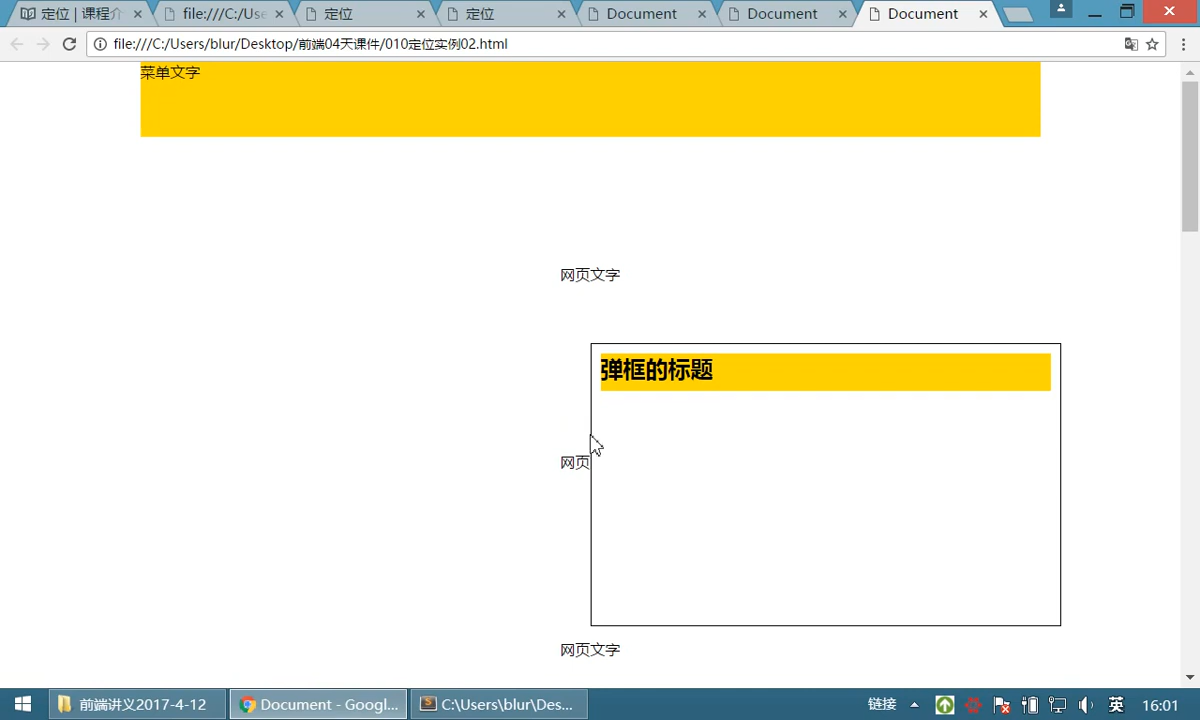 定位 | 课程介
file:///C:/Use
定位
定位
Document
Document
Document
file:///C:/Users/blur/Desktop/前端04天课件/010定位实例02.html
菜单文字
网页文字
弹框的标题
网页
网页文字
前端讲义2017-4-12
Document - Googl...
C:\Users\blur\Des...
链接
英
16:01